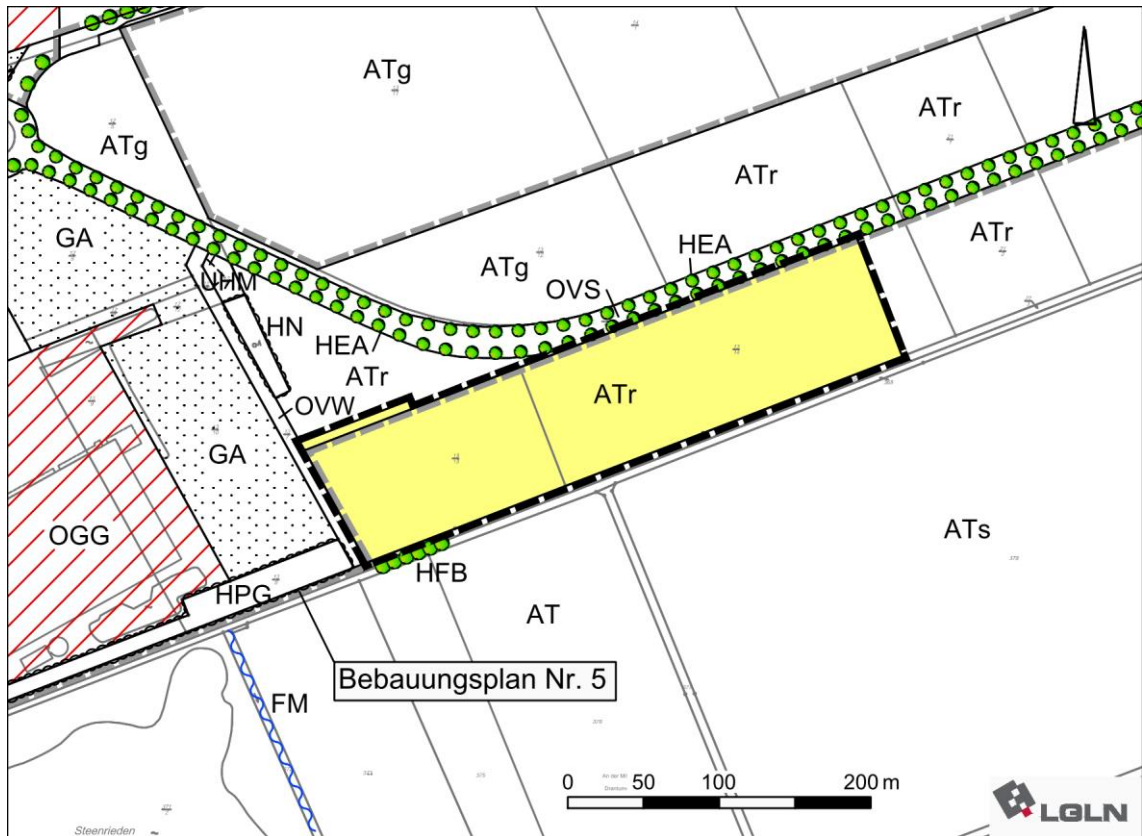 ATg
ATr
ATg
ATr
GA
ATr
HEA
ATg
UHM
OVS
HN
HEA
ATr
ATr
OVW
GA
OGG
ATs
HFB
HPG
AT
Bebauungsplan Nr. 5
FM
0 50 100 200 m
LGLN
Steenrieden